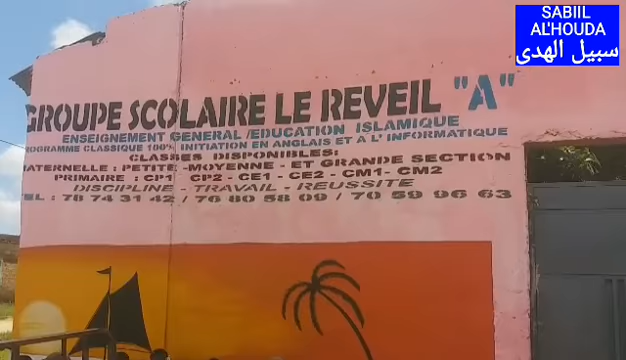 SABIIL
AL'HOUDA
سبيل الهدى
GROUPE SCOLAIRE LE REVEIL "A"
ENSEIGNEMENT GENERAL /EDUCATION ISLAMIQUE
ROGRAMME CLASSIQUE 100% INITIATION EN ANGLAIS ET A L' INFORMATIQUE
CLASSES DISPONIBLES:
MATERNELLE : PETITE -MOYENNE - ET GRANDE SECTION
PRIMAIRE : CP1 - CP2 - CE1 - CE2 - CM1- CM2
DISCIPLINE - TRAVAIL - REUSSITE
TEL : 78 74 31 42 / 76 80 58 09 / 70 59 96 63